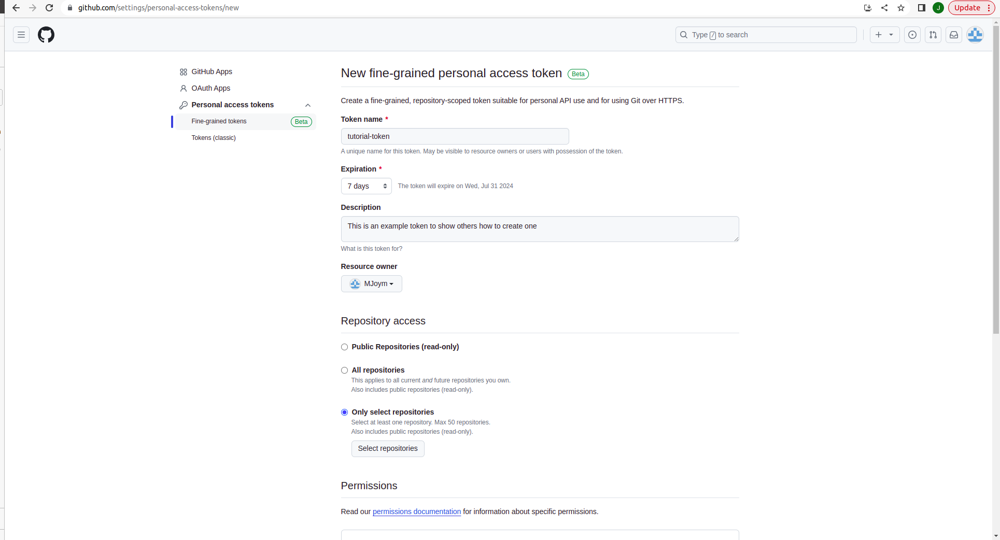 github.com/settings/personal-access-tokens/new
J
Update
Type / to search
GitHub Apps
OAuth Apps
Personal access tokens
Fine-grained tokens Beta
Tokens (classic)
New fine-grained personal access token Beta
Create a fine-grained, repository-scoped token suitable for personal API use and for using Git over HTTPS.
Token name *
tutorial-token
A unique name for this token. May be visible to resource owners or users with possession of the token.
Expiration *
7 days The token will expire on Wed, Jul 31 2024
Description
This is an example token to show others how to create one
What is this token for?
Resource owner
MJoym
Repository access
Public Repositories (read-only)
All repositories
This applies to all current and future repositories you own.
Also includes public repositories (read-only).
Only select repositories
Select at least one repository. Max 50 repositories.
Also includes public repositories (read-only).
Select repositories
Permissions
Read our permissions documentation for information about specific permissions.